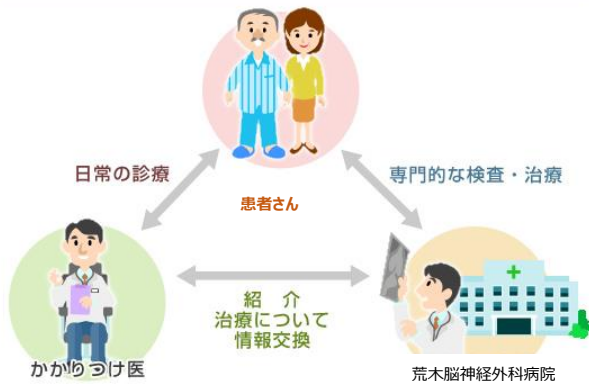 日常の診療
専門的な検査・治療
患者さん
紹　介
治療について
情報交換
かかりつけ医
荒木脳神経外科病院